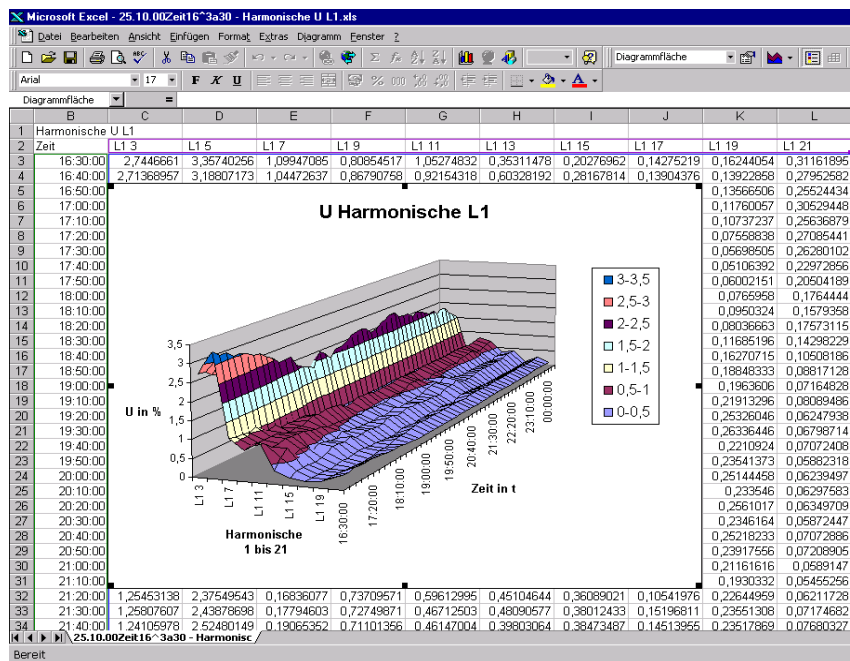 Microsoft Excel - 25.10.00Zeit16^3a30 - Harmonische U L1.xls
Datei Bearbeiten Ansicht Einfügen Format Extras Diagramm Fenster ?
Diagrammfläche
Arial 17 F K U
Diagrammfläche =
B C D E F G H I J K L
1 Harmonische U L1
2 Zeit L1 3 L1 5 L1 7 L1 9 L1 11 L1 13 L1 15 L1 17 L1 19 L1 21
3 16:30:00 2,7446661 3,35740256 1,09947085 0,80854517 1,05274832 0,35311478 0,20276962 0,14275219 0,16244054 0,31161895
4 16:40:00 2,71368957 3,18807173 1,04472637 0,86790758 0,92154318 0,60328192 0,28167814 0,13904376 0,13922858 0,27952582
5 16:50:00 0,13566506 0,25524434
6 17:00:00 0,11760057 0,30529448
7 17:10:00 0,10737237 0,25636879
8 17:20:00 0,07558838 0,27085441
9 17:30:00 0,05698505 0,26280102
10 17:40:00 0,05106392 0,22972856
11 17:50:00 0,06002151 0,20504189
12 18:00:00 0,0765958 0,1764444
13 18:10:00 0,0950324 0,1579358
14 18:20:00 0,08036663 0,17573115
15 18:30:00 0,11685196 0,14298229
16 18:40:00 0,16270715 0,10508186
17 18:50:00 0,18848333 0,08817128
18 19:00:00 0,1963606 0,07164828
19 19:10:00 0,21913296 0,08089486
20 19:20:00 0,25326046 0,06247938
21 19:30:00 0,26336446 0,06798714
22 19:40:00 0,2210924 0,07072408
23 19:50:00 0,23541373 0,05882318
24 20:00:00 0,25144458 0,06239497
25 20:10:00 0,233546 0,06297583
26 20:20:00 0,2561017 0,06349709
27 20:30:00 0,2346164 0,05872447
28 20:40:00 0,25218233 0,07072886
29 20:50:00 0,23917556 0,07208905
30 21:00:00 0,21161616 0,0589147
31 21:10:00 0,1930332 0,05455256
32 21:20:00 1,25453138 2,37549543 0,16836077 0,73709571 0,59612995 0,45104644 0,36089021 0,10541976 0,22644959 0,06211728
33 21:30:00 1,25807607 2,43878698 0,17794603 0,72749871 0,46712503 0,48090577 0,38012433 0,15196811 0,23551308 0,07174682
34 21:40:00 1,24105978 2,52480149 0,19065352 0,71101356 0,46147004 0,39803064 0,38473487 0,14513955 0,23517869 0,07680327
U Harmonische L1
3,5
3
2,5
2
1,5
1
0,5
0
U in %
L1 3 L1 7 L1 11 L1 15 L1 19
Harmonische
1 bis 21
16:30:00 17:20:00 18:10:00 19:00:00 19:50:00 20:40:00 21:30:00 22:20:00 23:10:00 00:00:00
Zeit in t
3-3,5
2,5-3
2-2,5
1,5-2
1-1,5
0,5-1
0-0,5
25.10.00Zeit16^3a30 - Harmonisc
Bereit